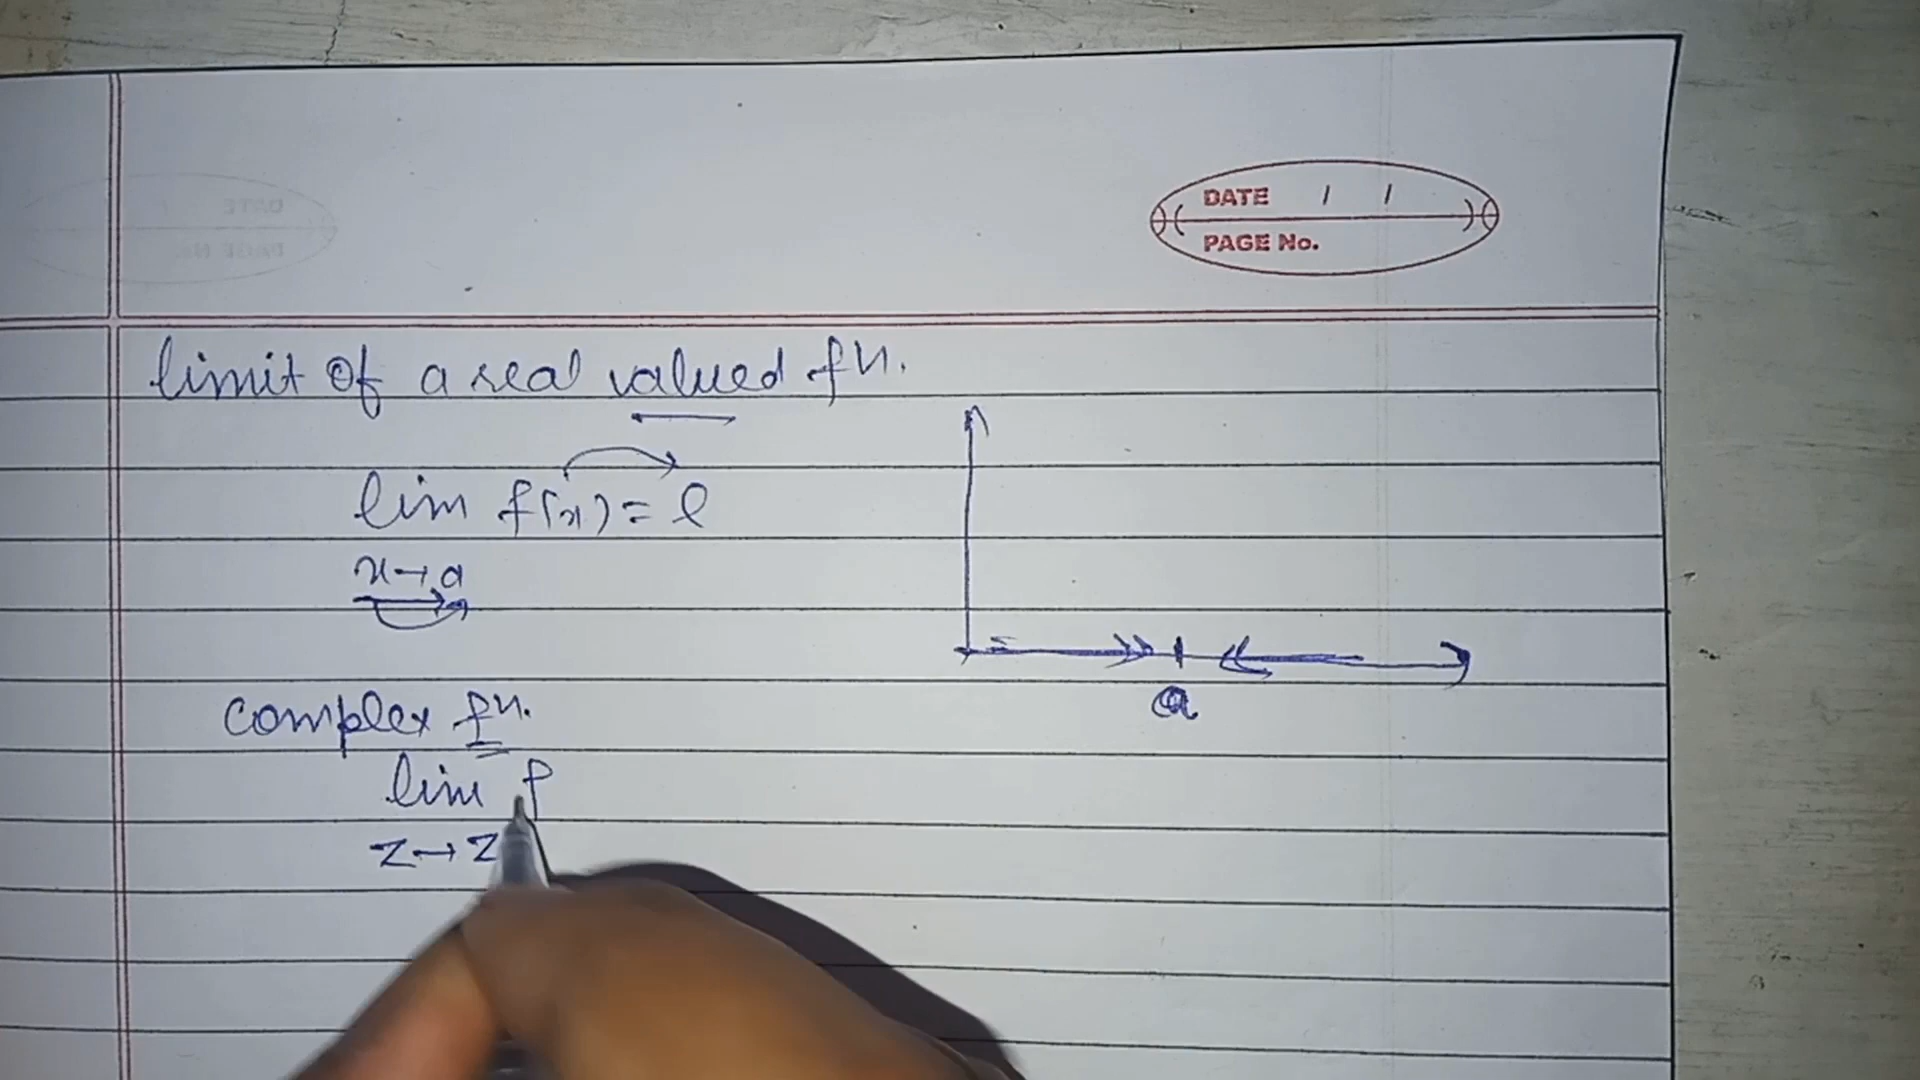 DATE / /
PAGE No.
limit of a real valued fn.
lim f(x) = l
x→a
a
complex fn.
lim f
z→z